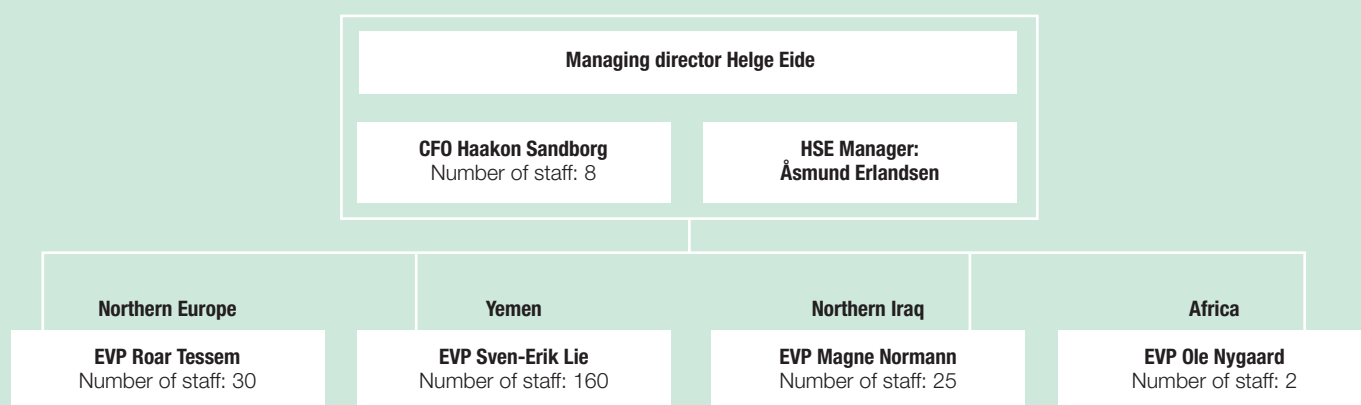 Managing director Helge Eide
CFO Haakon Sandborg
Number of staff: 8
HSE Manager:
Åsmund Erlandsen
Northern Europe
EVP Roar Tessem
Number of staff: 30
Yemen
EVP Sven-Erik Lie
Number of staff: 160
Northern Iraq
EVP Magne Normann
Number of staff: 25
Africa
EVP Ole Nygaard
Number of staff: 2